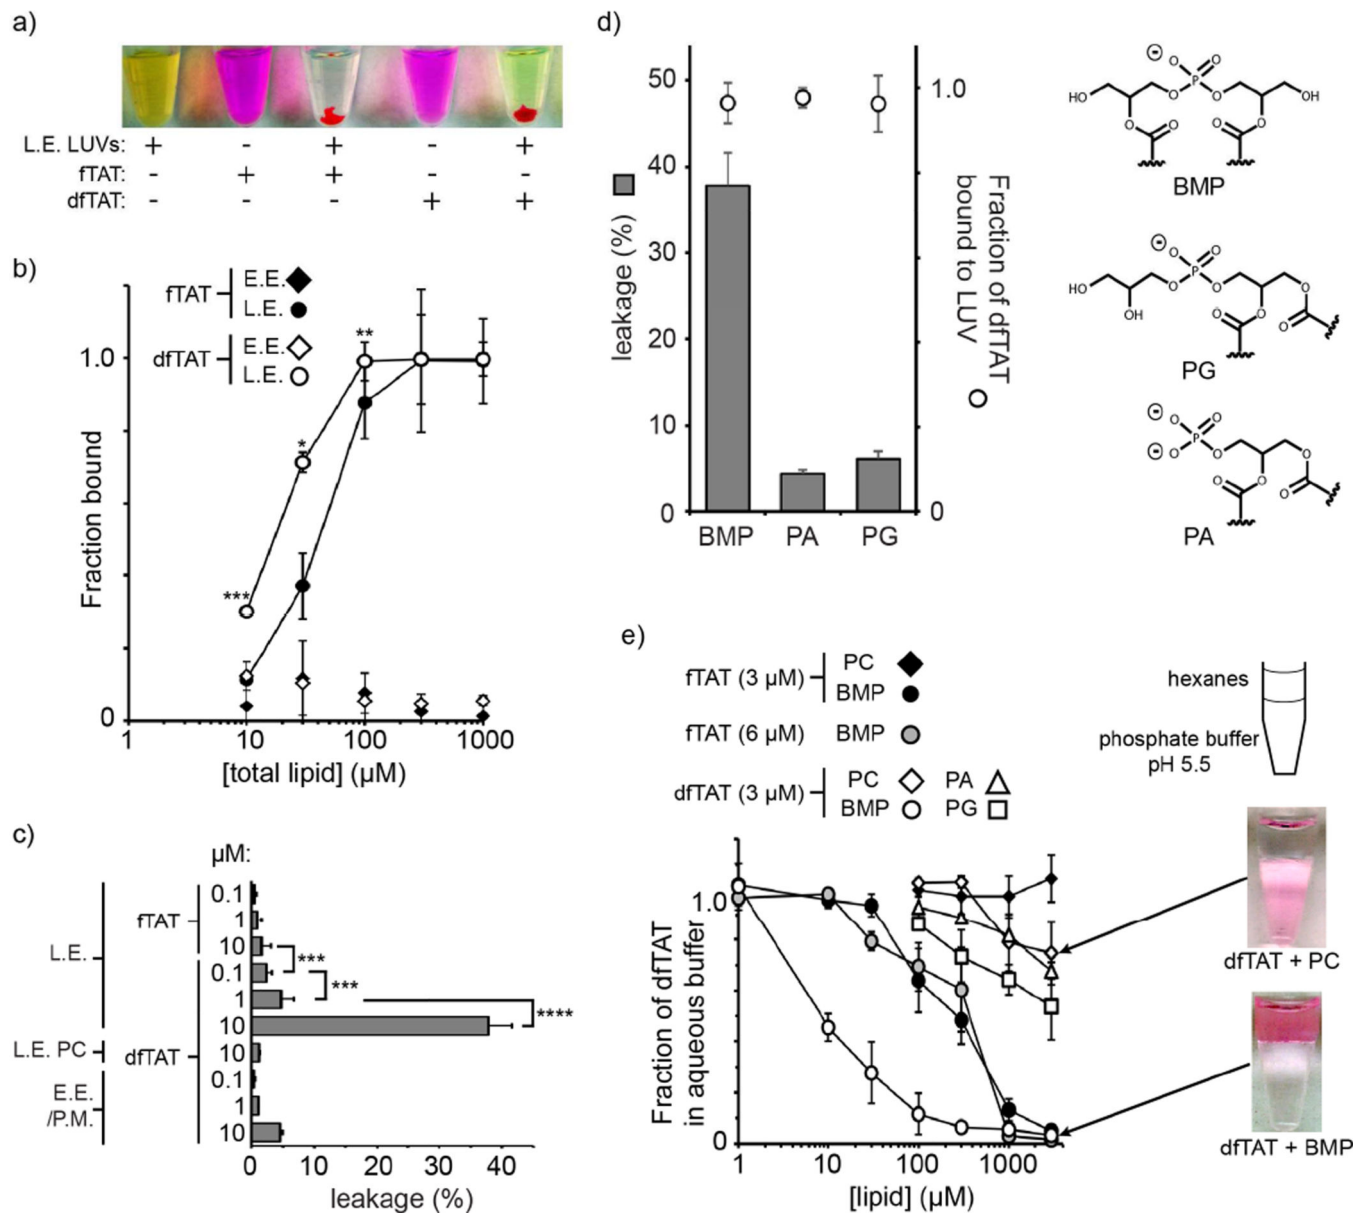 a)
L.E. LUVs: + - + - +
fTAT: - + + - -
dfTAT: - - - + +
b)
fTAT
E.E.
L.E.
dfTAT
E.E.
L.E.
Fraction bound
1.0
0
***
*
**
1 10 100 1000
[total lipid] (µM)
c)
µM:
L.E.
L.E. PC
E.E.
/P.M.
fTAT
dfTAT
0.1
1
10
0.1
1
10
10
0.1
1
10
***
***
****
0 10 20 30 40
leakage (%)
d)
leakage (%)
50
40
30
20
10
0
1.0
0
Fraction of dfTAT
bound to LUV
BMP PA PG
HO O P O O O OH
O O O O
BMP
HO O P O O O
OH O O O
PG
O P O O O
O O O O
PA
e)
fTAT (3 µM) PC
BMP
fTAT (6 µM) BMP
dfTAT (3 µM) PC PA
BMP PG
hexanes
phosphate buffer
pH 5.5
Fraction of dfTAT
in aqueous buffer
1.0
0
1 10 100 1000
[lipid] (µM)
dfTAT + PC
dfTAT + BMP